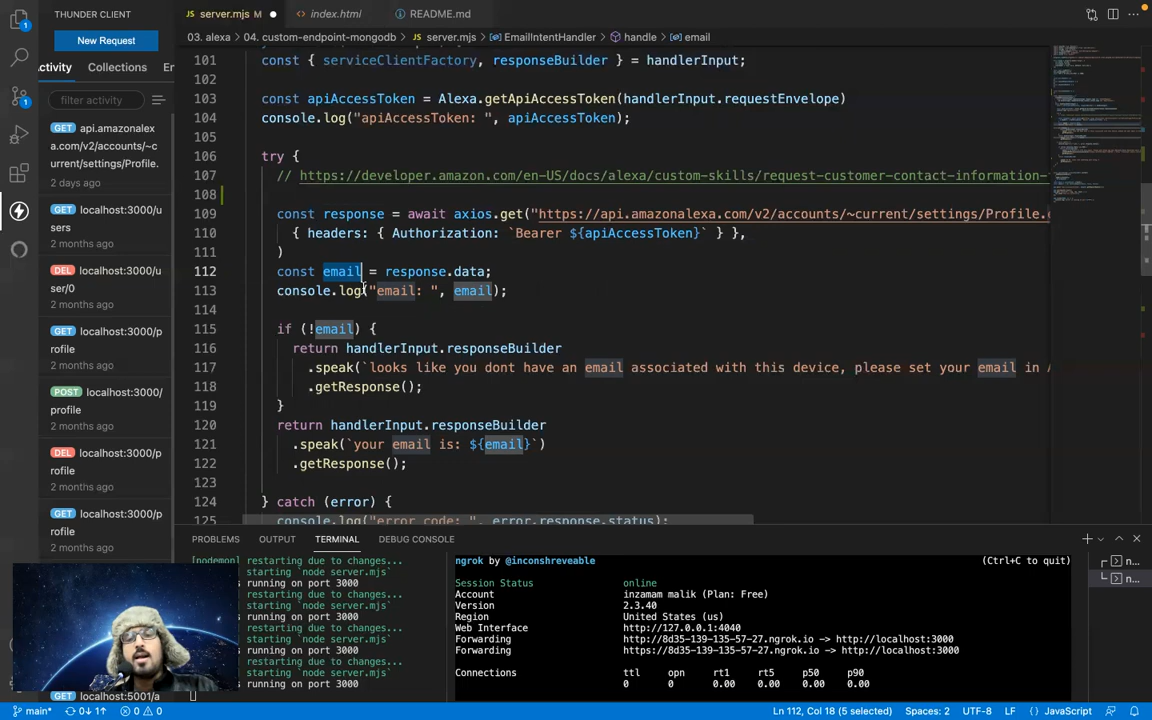 THUNDER CLIENT
New Request
ctivity Collections En
filter activity
GET api.amazonalex
a.com/v2/accounts/~c
urrent/settings/Profile.
2 days ago
GET localhost:3000/u
sers
2 months ago
DEL localhost:3000/u
ser/0
2 months ago
GET localhost:3000/p
rofile
2 months ago
POST localhost:3000/
profile
2 months ago
DEL localhost:3000/p
rofile
2 months ago
GET localhost:3000/p
rofile
localhost:5001/a
server.mjs M
index.html
README.md
03. alexa > 04. custom-endpoint-mongodb > server.mjs > EmailIntentHandler > handle > email
101 const { serviceClientFactory, responseBuilder } = handlerInput;
102
103 const apiAccessToken = Alexa.getApiAccessToken(handlerInput.requestEnvelope)
104 console.log("apiAccessToken: ", apiAccessToken);
105
106 try {
107 // https://developer.amazon.com/en-US/docs/alexa/custom-skills/request-customer-contact-information-
108
109 const response = await axios.get("https://api.amazonalexa.com/v2/accounts/~current/settings/Profile.e
110 { headers: { Authorization: `Bearer ${apiAccessToken}` } },
111 )
112 const email = response.data;
113 console.log("email: ", email);
114
115 if (!email) {
116 return handlerInput.responseBuilder
117 .speak(`looks like you dont have an email associated with this device, please set your email in A
118 .getResponse();
119 }
120 return handlerInput.responseBuilder
121 .speak(`your email is: ${email}`)
122 .getResponse();
123
124 } catch (error) {
125 console.log("error code: ", error.response.status);
PROBLEMS OUTPUT TERMINAL DEBUG CONSOLE
[nodemon] restarting due to changes...
starting `node server.mjs`
running on port 3000
restarting due to changes...
starting `node server.mjs`
running on port 3000
restarting due to changes...
starting `node server.mjs`
running on port 3000
restarting due to changes...
starting `node server.mjs`
running on port 3000
ngrok by @inconshreveable (Ctrl+C to quit)
Session Status online
Account inzamam malik (Plan: Free)
Version 2.3.40
Region United States (us)
Web Interface http://127.0.0.1:4040
Forwarding http://8d35-139-135-57-27.ngrok.io -> http://localhost:3000
Forwarding https://8d35-139-135-57-27.ngrok.io -> http://localhost:3000
Connections ttl opn rt1 rt5 p50 p90
0 0 0.00 0.00 0.00 0.00
n...
n...
main* 0↓ 1↑ 0 0
Ln 112, Col 18 (5 selected) Spaces: 2 UTF-8 LF {} JavaScript